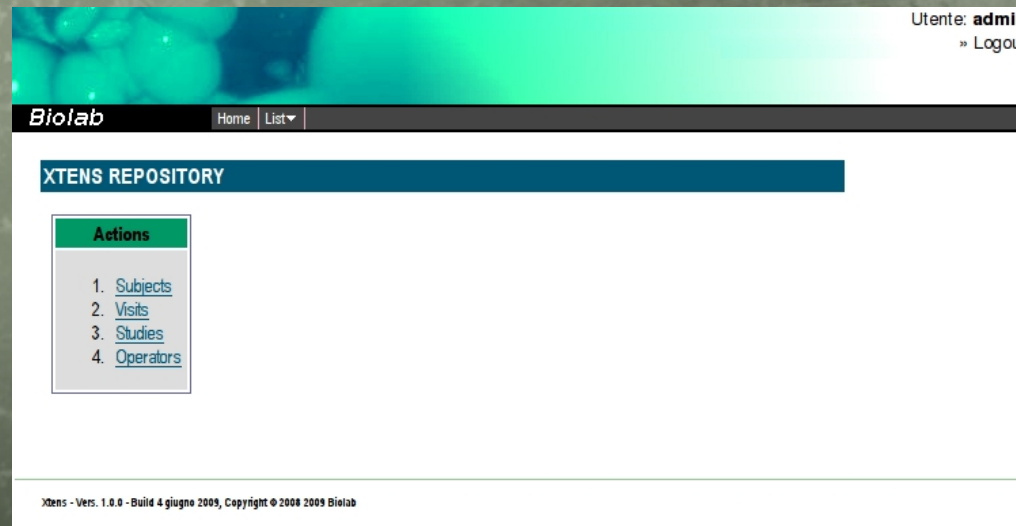 Utente: admi
» Logou
Biolab
Home List
XTENS REPOSITORY
Actions
1. Subjects
2. Visits
3. Studies
4. Operators
Xtens - Vers. 1.0.0 - Build 4 giugno 2009, Copyright © 2008 2009 Biolab